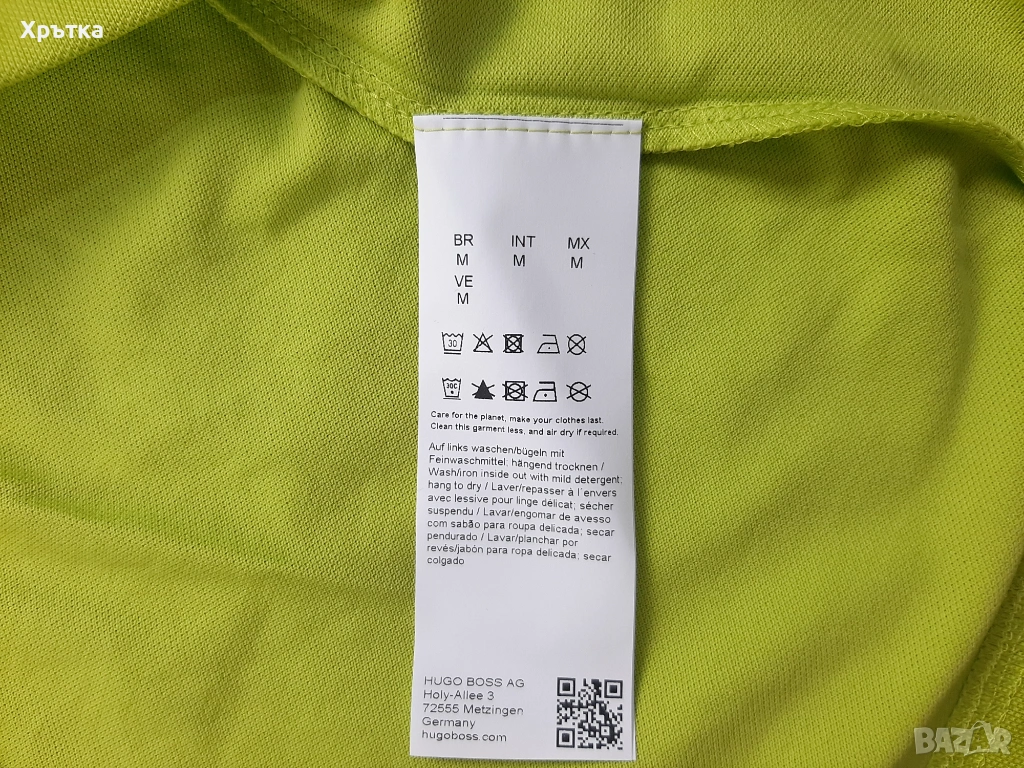 Хрътка
BR INT MX
M M M
VE
M
30
30C
Care for the planet, make your clothes last.
Clean this garment less, and air dry if required.
Auf links waschen/bügeln mit
Feinwaschmittel; hängend trocknen /
Wash/iron inside out with mild detergent;
hang to dry / Laver/repasser à l'envers
avec lessive pour linge délicat; sécher
suspendu / Lavar/engomar de avesso
com sabão para roupa delicada; secar
pendurado / Lavar/planchar por
revés/jabón para ropa delicada; secar
colgado
HUGO BOSS AG
Holy-Allee 3
72555 Metzingen
Germany
hugoboss.com
BAZAR